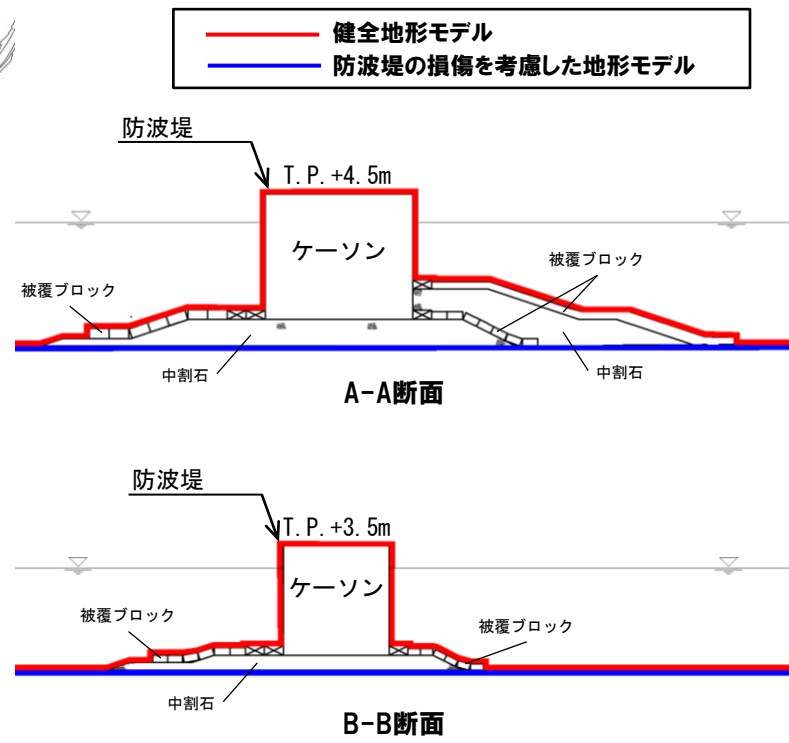 健全地形モデル
防波堤の損傷を考慮した地形モデル
防波堤
T.P.+4.5m
ケーソン
被覆ブロック
被覆ブロック
中割石
中割石
A-A断面
防波堤
T.P.+3.5m
ケーソン
被覆ブロック
被覆ブロック
中割石
B-B断面